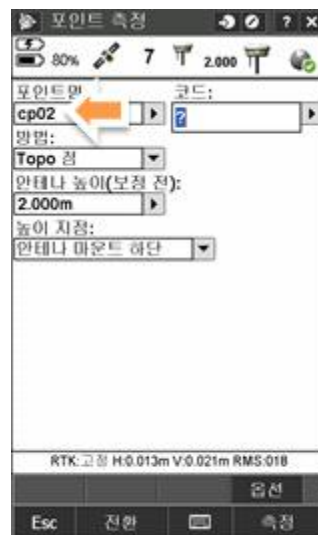 포인트 측정 ? ×
80% 7 2.000
포인트명 코드:
cp02 ?
방법:
Topo 점
안테나 높이(보정 전):
2.000m
높이 지점:
안테나 마운트 하단
RTK:고정 H:0.013m V:0.021m RMS:018
옵션
Esc 전환 측정